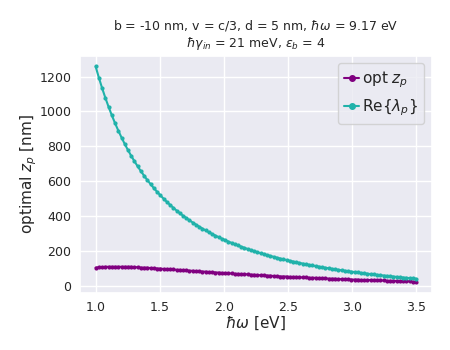 b = -10 nm, v = c/3, d = 5 nm, ℏω = 9.17 eV
ℏγ_in = 21 meV, ε_b = 4
optimal z_p [nm]
1200
1000
800
600
400
200
0
opt z_p
Re{λ_p}
1.0 1.5 2.0 2.5 3.0 3.5
ℏω [eV]